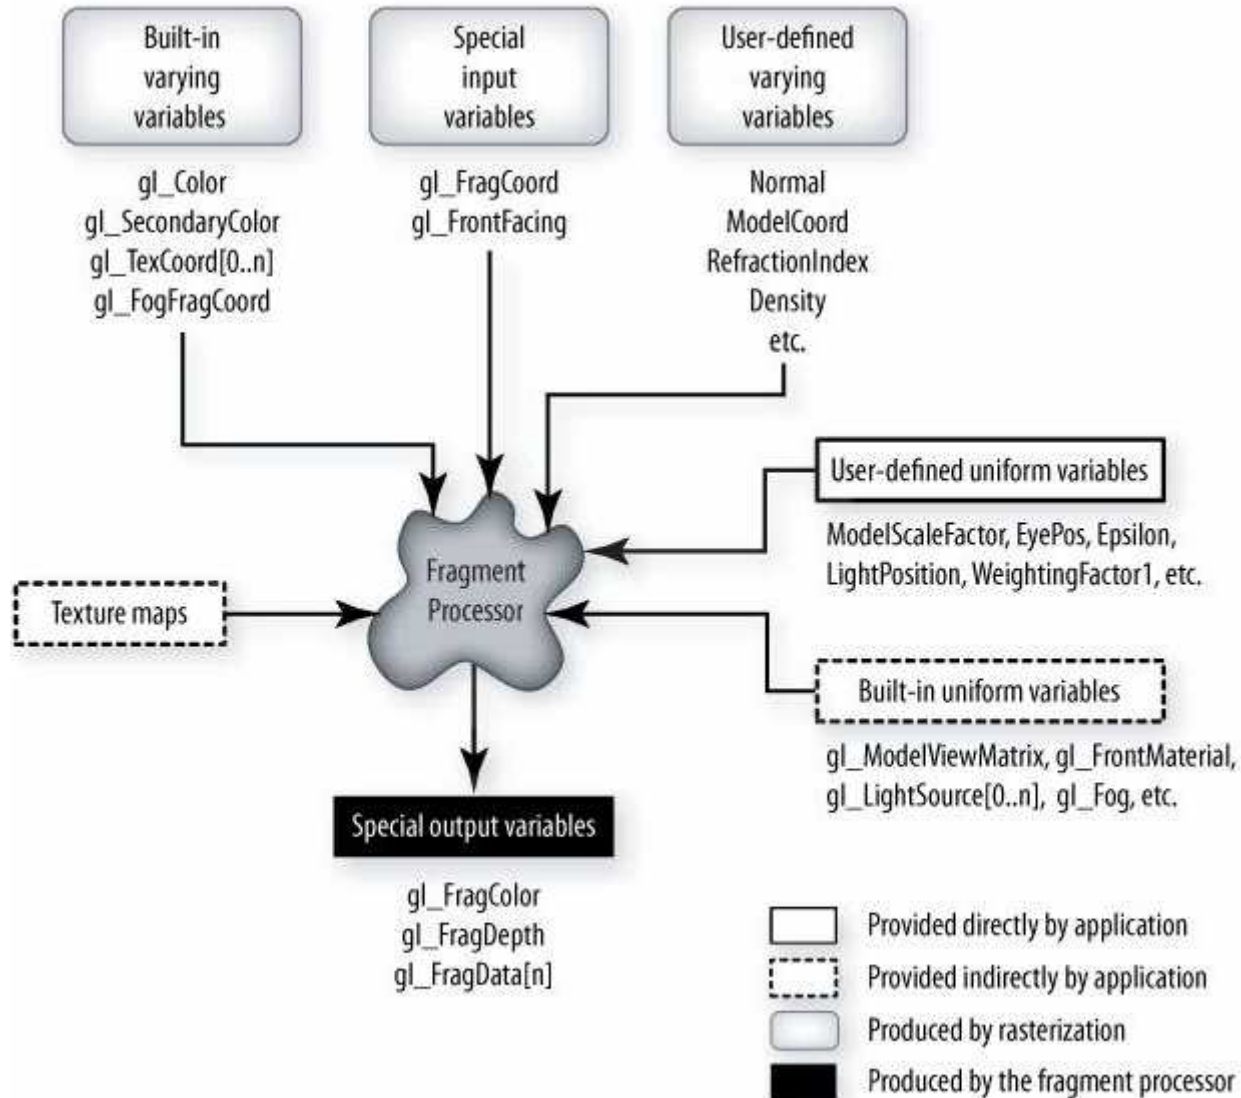 Built-in
varying
variables
Special
input
variables
User-defined
varying
variables
gl_Color
gl_SecondaryColor
gl_TexCoord[0..n]
gl_FogFragCoord
gl_FragCoord
gl_FrontFacing
Normal
ModelCoord
RefractionIndex
Density
etc.
User-defined uniform variables
ModelScaleFactor, EyePos, Epsilon,
LightPosition, WeightingFactor1, etc.
Fragment
Processor
Texture maps
Built-in uniform variables
gl_ModelViewMatrix, gl_FrontMaterial,
gl_LightSource[0..n], gl_Fog, etc.
Special output variables
gl_FragColor
gl_FragDepth
gl_FragData[n]
Provided directly by application
Provided indirectly by application
Produced by rasterization
Produced by the fragment processor